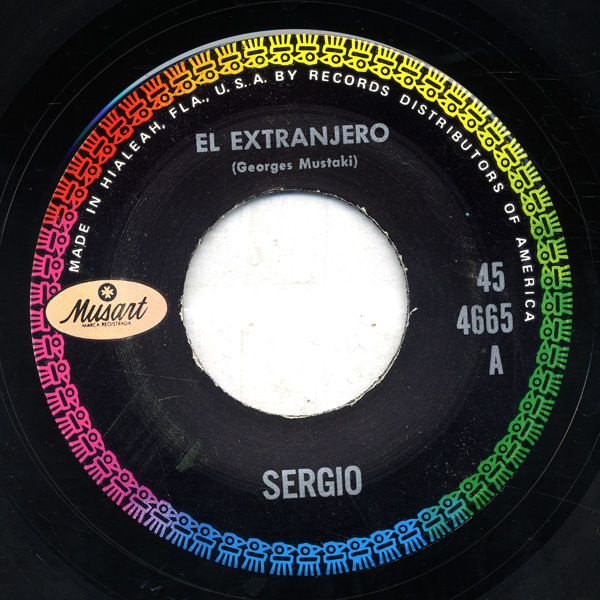 MADE IN HIALEAH, FLA., U.S.A. BY RECORDS DISTRIBUTORS OF AMERICA
EL EXTRANJERO
(Georges Mustaki)
Musart
MARCA REGISTRADA
45
4665
A
SERGIO